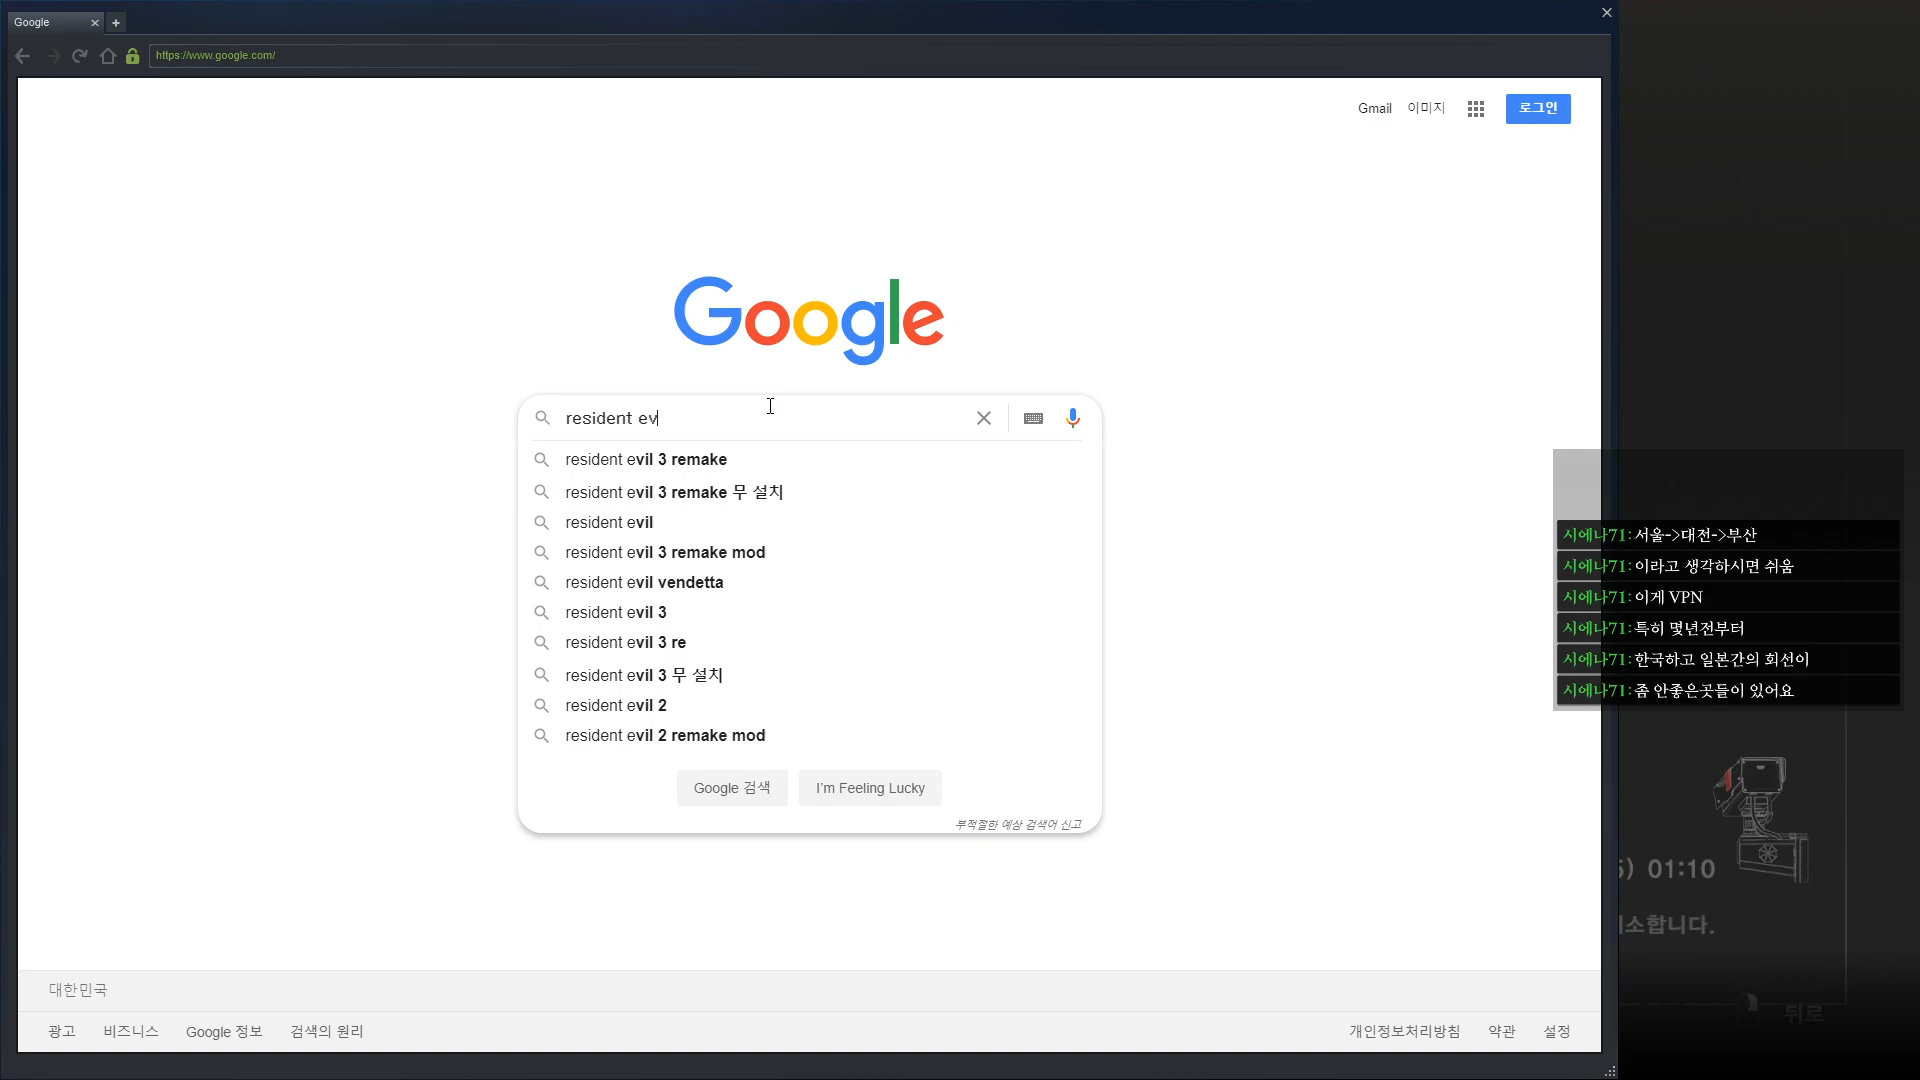 Google
https://www.google.com/
Gmail 이미지 로그인
Google
resident ev
resident evil 3 remake
resident evil 3 remake 무 설치
resident evil
resident evil 3 remake mod
resident evil vendetta
resident evil 3
resident evil 3 re
resident evil 3 무 설치
resident evil 2
resident evil 2 remake mod
Google 검색 I'm Feeling Lucky
부적절한 예상 검색어 신고
시에나71: 서울->대전->부산
시에나71: 이라고 생각하시면 쉬움
시에나71: 이게 VPN
시에나71: 특히 몇년전부터
시에나71: 한국하고 일본간의 회선이
시에나71: 좀 안좋은곳들이 있어요
) 01:10
소합니다.
뒤로
대한민국
광고 비즈니스 Google 정보 검색의 원리 개인정보처리방침 약관 설정